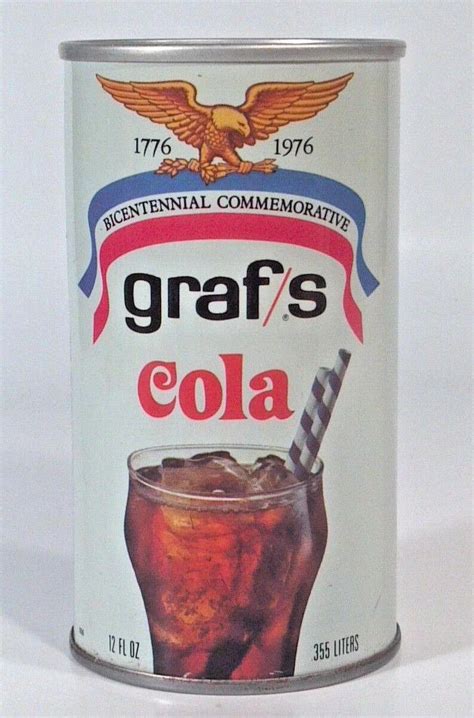 1776 1976
BICENTENNIAL COMMEMORATIVE
graf/s®
Cola
12 FL OZ .355 LITERS